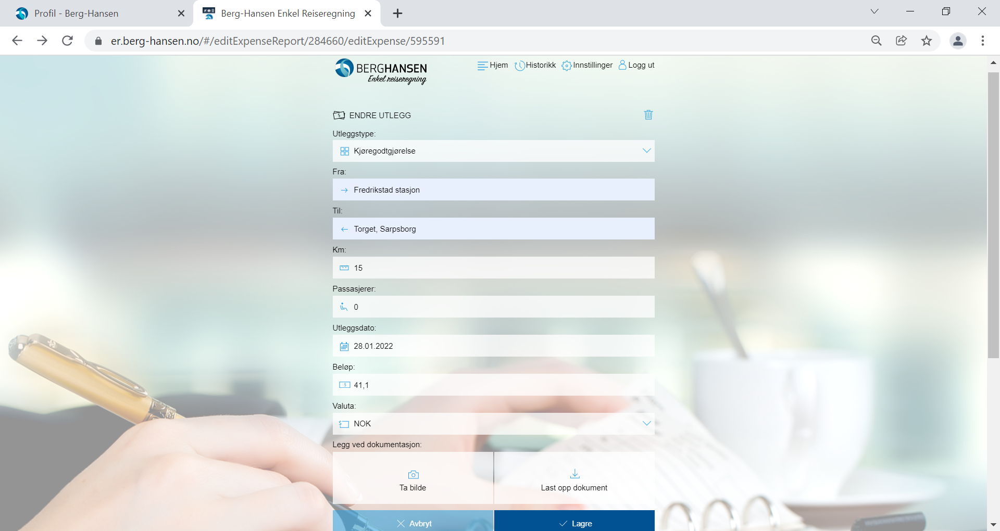 Profil - Berg-Hansen
Berg-Hansen Enkel Reiseregning
er.berg-hansen.no/#/editExpenseReport/284660/editExpense/595591
BERGHANSEN
Enkel reiseregning
Hjem Historikk Innstillinger Logg ut
ENDRE UTLEGG
Utleggstype:
Kjøregodtgjørelse
Fra:
Fredrikstad stasjon
Til:
Torget, Sarpsborg
Km:
15
Passasjerer:
0
Utleggsdato:
28.01.2022
Beløp:
41,1
Valuta:
NOK
Legg ved dokumentasjon:
Ta bilde
Last opp dokument
Avbryt
Lagre